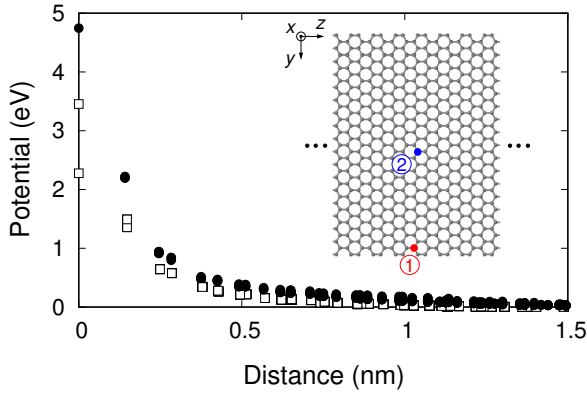 5
4
3
2
1
0
Potential (eV)
x
z
y
②
①
0
0.5
1
1.5
Distance (nm)